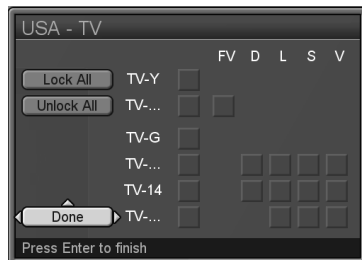 USA - TV
FV D L S V
Lock All TV-Y
Unlock All TV-...
TV-G
TV-...
TV-14
Done TV-...
Press Enter to finish